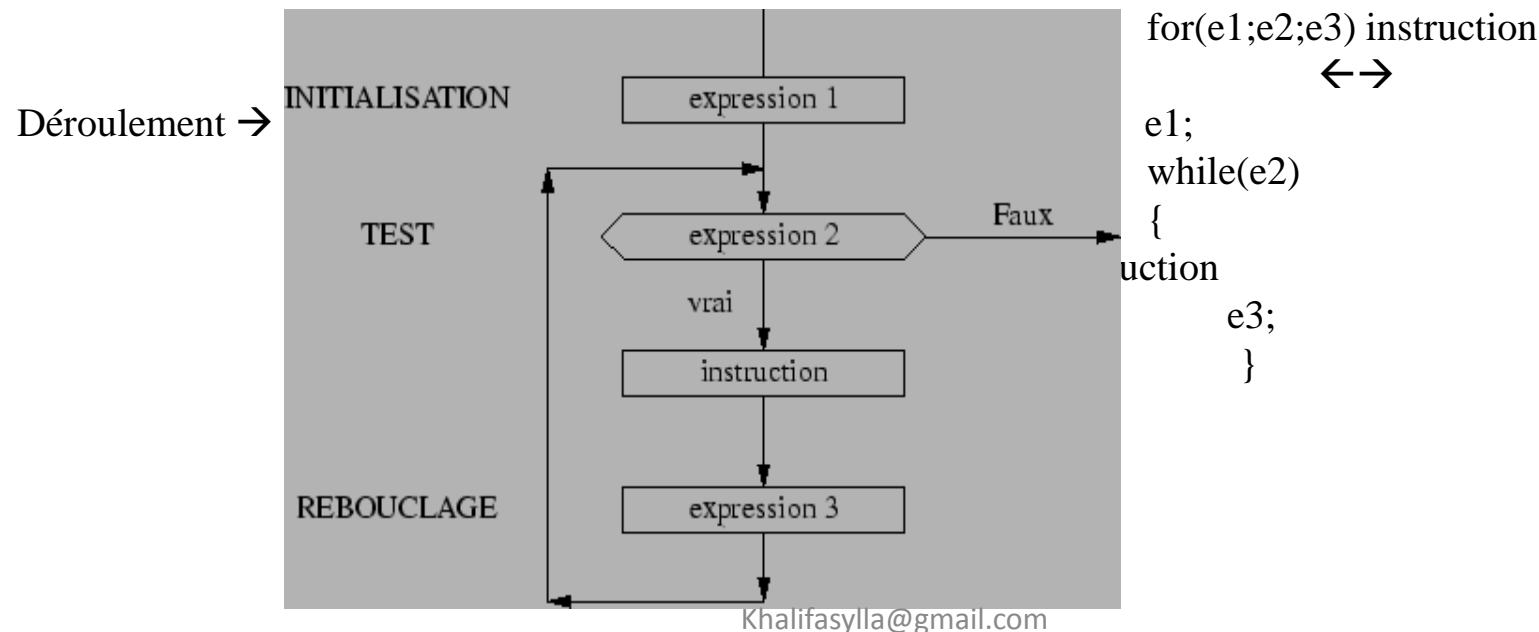 Déroulement →
INITIALISATION
expression 1
TEST
expression 2
Faux
vrai
instruction
REBOUCLAGE
expression 3
for(e1;e2;e3) instruction
←→
e1;
while(e2)
{
uction
e3;
}
Khalifasylla@gmail.com